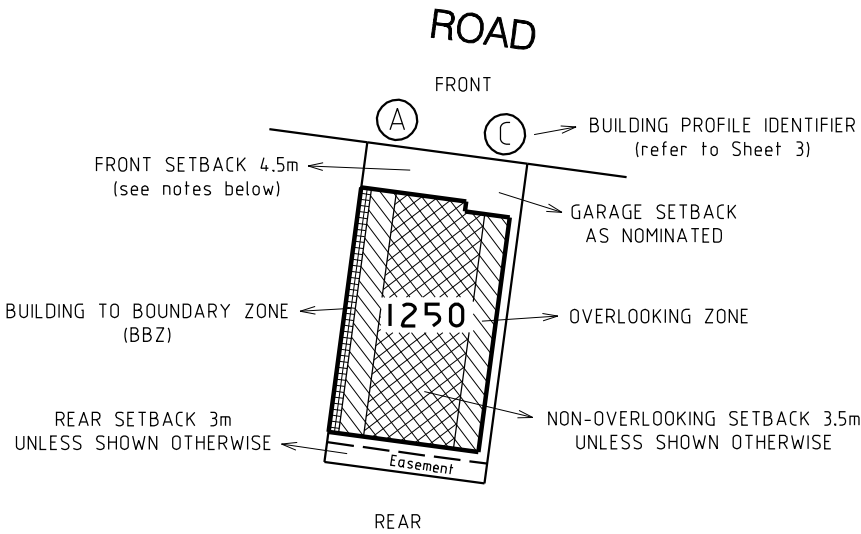 ROAD
FRONT
A
C
BUILDING PROFILE IDENTIFIER
(refer to Sheet 3)
FRONT SETBACK 4.5m
(see notes below)
GARAGE SETBACK
AS NOMINATED
BUILDING TO BOUNDARY ZONE
(BBZ)
1250
OVERLOOKING ZONE
REAR SETBACK 3m
UNLESS SHOWN OTHERWISE
NON-OVERLOOKING SETBACK 3.5m
UNLESS SHOWN OTHERWISE
Easement
REAR